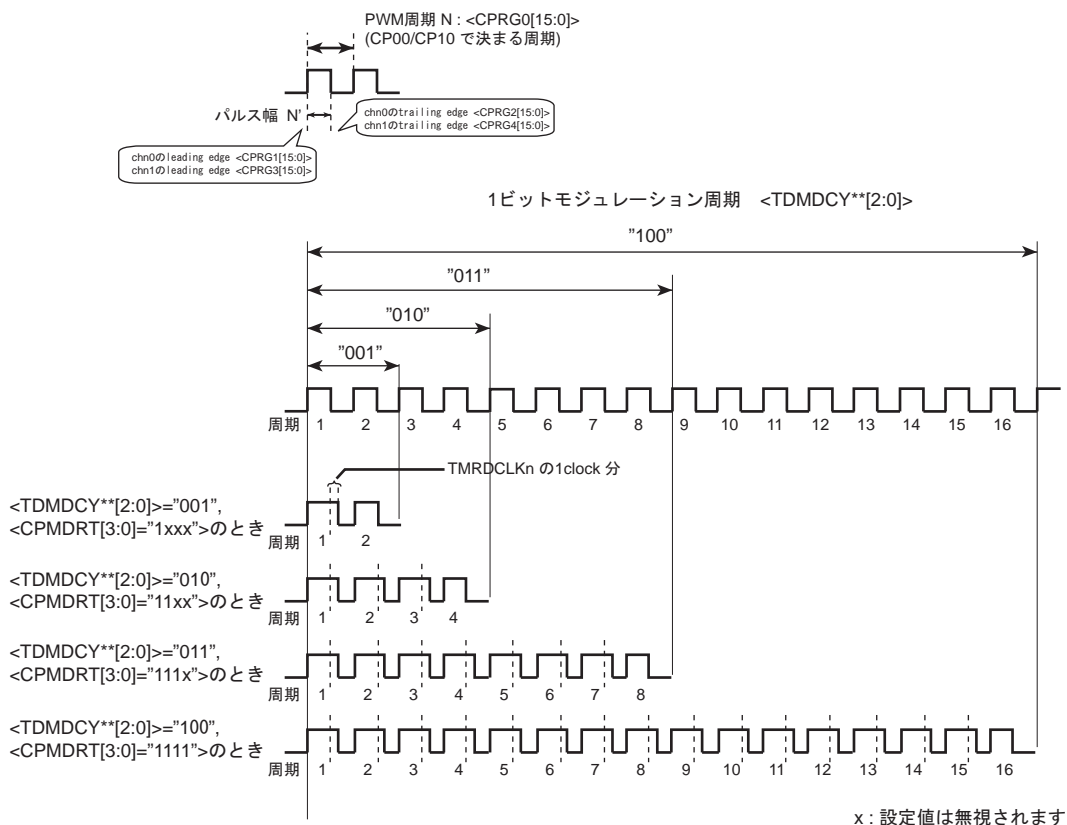 PWM周期 N : <CPRG0[15:0]>
(CP00/CP10 で決まる周期)
パルス幅 N'
chn0のtrailing edge <CPRG2[15:0]>
chn1のtrailing edge <CPRG4[15:0]>
chn0のleading edge <CPRG1[15:0]>
chn1のleading edge <CPRG3[15:0]>
1ビットモジュレーション周期 <TDMDCY**[2:0]>
”100”
”011”
”010”
”001”
周期 1 2 3 4 5 6 7 8 9 10 11 12 13 14 15 16
TMRDCLKn の1clock 分
<TDMDCY**[2:0]>=”001”,
<CPMDRT[3:0]=”1xxx”>のとき
周期 1 2
<TDMDCY**[2:0]>=”010”,
<CPMDRT[3:0]=”11xx”>のとき
周期 1 2 3 4
<TDMDCY**[2:0]>=”011”,
<CPMDRT[3:0]=”111x”>のとき
周期 1 2 3 4 5 6 7 8
<TDMDCY**[2:0]>=”100”,
<CPMDRT[3:0]=”1111”>のとき
周期 1 2 3 4 5 6 7 8 9 10 11 12 13 14 15 16
x : 設定値は無視されます